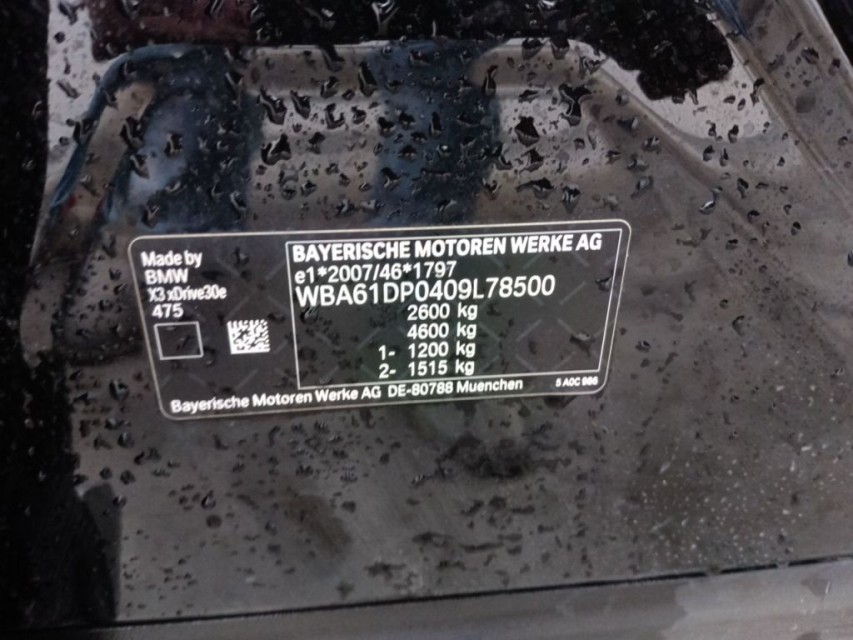 Made by
BMW
X3 xDrive30e
475
BAYERISCHE MOTOREN WERKE AG
e1*2007/46*1797
WBA61DP0409L78500
2600 kg
4600 kg
1- 1200 kg
2- 1515 kg
Bayerische Motoren Werke AG DE-80788 Muenchen
5 A0C 986